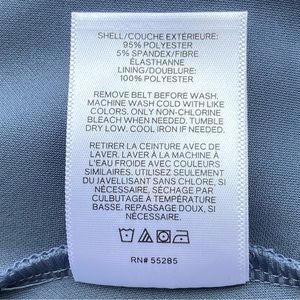 SHELL/COUCHE EXTÉRIEURE:
95% POLYESTER
5% SPANDEX/FIBRE
ÉLASTHANNE
LINING/DOUBLURE:
100% POLYESTER
REMOVE BELT BEFORE WASH.
MACHINE WASH COLD WITH LIKE
COLORS. ONLY NON-CHLORINE
BLEACH WHEN NEEDED. TUMBLE
DRY LOW. COOL IRON IF NEEDED.
RETIRER LA CEINTURE AVEC DE
LAVER. LAVER À LA MACHINE À
L'EAU FROIDE AVEC COULEURS
SIMILAIRES. UTILIZE SEULEMENT
DU JAVELLISANT SANS CHLORE, SI
NÉCESSAIRE, SÉCHAGE PAR
CULBUTAGE À TEMPÉRATURE
BASSE. REPASSAGE DOUX, SI
NÉCESSAIRE.
RN# 55285